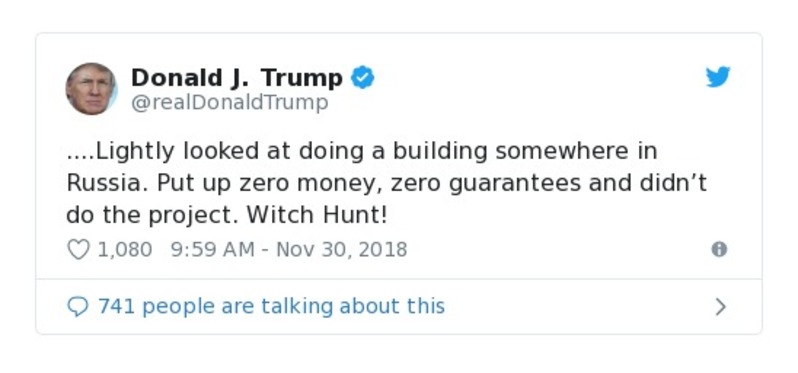 Donald J. Trump
@realDonaldTrump
....Lightly looked at doing a building somewhere in
Russia. Put up zero money, zero guarantees and didn’t
do the project. Witch Hunt!
1,080 9:59 AM - Nov 30, 2018
741 people are talking about this